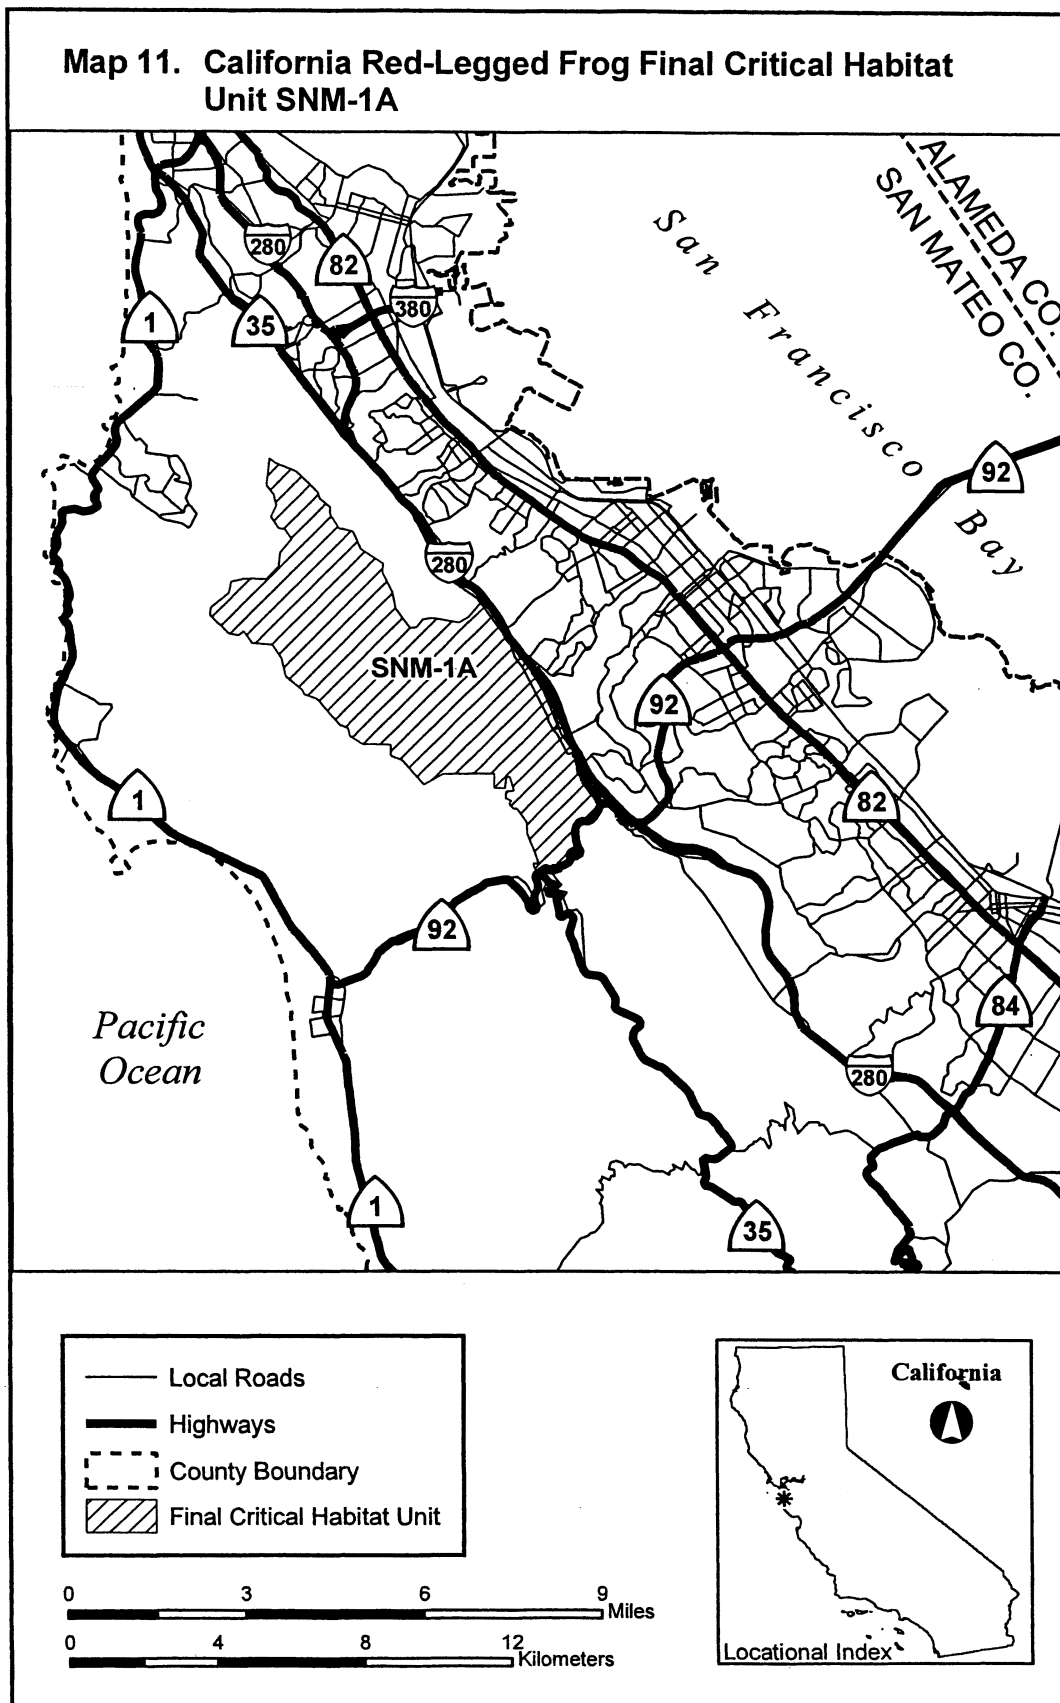 Map 11. California Red-Legged Frog Final Critical Habitat
Unit SNM-1A
ALAMEDA CO.
SAN MATEO CO.
San Francisco Bay
280
82
380
1
35
92
280
SNM-1A
92
1
82
92
84
Pacific
Ocean
280
1
35
Local Roads
Highways
County Boundary
Final Critical Habitat Unit
0 3 6 9
Miles
0 4 8 12
Kilometers
California
Locational Index